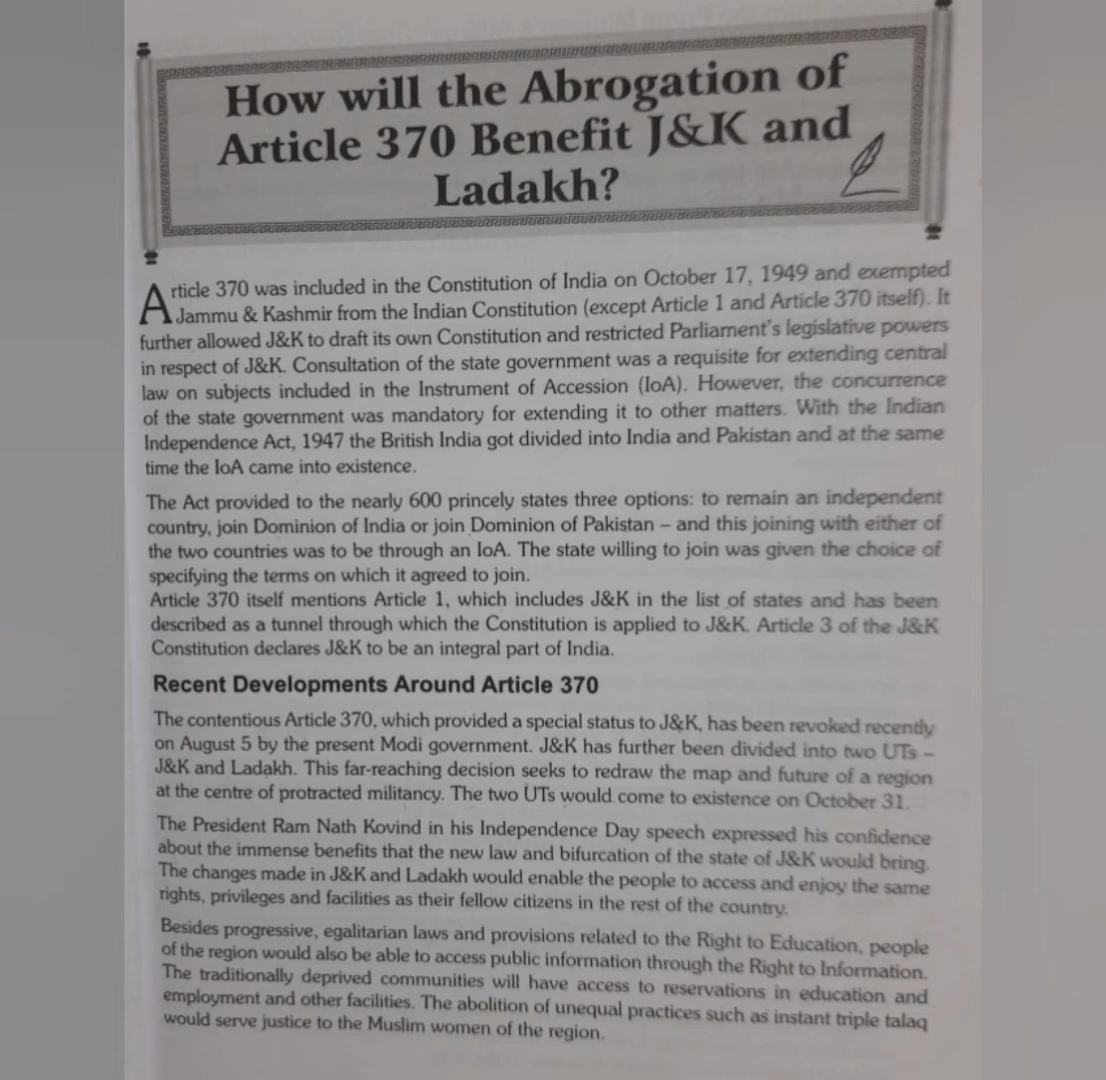 How will the Abrogation of
Article 370 Benefit J&K and
Ladakh?
Article 370 was included in the Constitution of India on October 17, 1949 and exempted
Jammu & Kashmir from the Indian Constitution (except Article 1 and Article 370 itself). It
further allowed J&K to draft its own Constitution and restricted Parliament's legislative powers
in respect of J&K. Consultation of the state government was a requisite for extending central
law on subjects included in the Instrument of Accession (IoA). However, the concurrence
of the state government was mandatory for extending it to other matters. With the Indian
Independence Act, 1947 the British India got divided into India and Pakistan and at the same
time the IoA came into existence.
The Act provided to the nearly 600 princely states three options: to remain an independent
country, join Dominion of India or join Dominion of Pakistan – and this joining with either of
the two countries was to be through an IoA. The state willing to join was given the choice of
specifying the terms on which it agreed to join.
Article 370 itself mentions Article 1, which includes J&K in the list of states and has been
described as a tunnel through which the Constitution is applied to J&K. Article 3 of the J&K
Constitution declares J&K to be an integral part of India.
Recent Developments Around Article 370
The contentious Article 370, which provided a special status to J&K, has been revoked recently
on August 5 by the present Modi government. J&K has further been divided into two UTs –
J&K and Ladakh. This far-reaching decision seeks to redraw the map and future of a region
at the centre of protracted militancy. The two UTs would come to existence on October 31.
The President Ram Nath Kovind in his Independence Day speech expressed his confidence
about the immense benefits that the new law and bifurcation of the state of J&K would bring.
The changes made in J&K and Ladakh would enable the people to access and enjoy the same
rights, privileges and facilities as their fellow citizens in the rest of the country.
Besides progressive, egalitarian laws and provisions related to the Right to Education, people
of the region would also be able to access public information through the Right to Information.
The traditionally deprived communities will have access to reservations in education and
employment and other facilities. The abolition of unequal practices such as instant triple talaq
would serve justice to the Muslim women of the region.